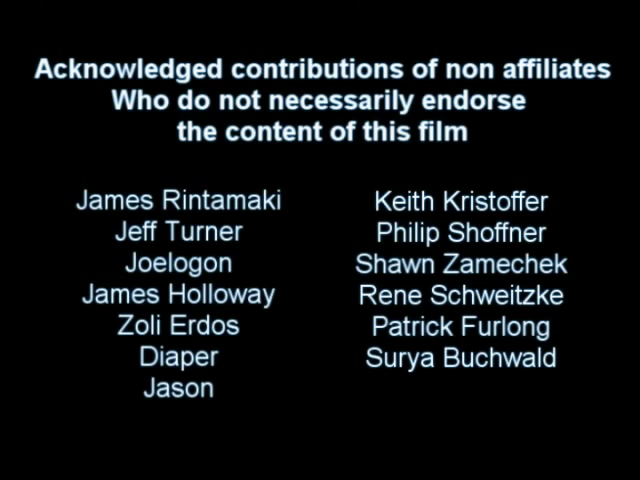 Acknowledged contributions of non affiliates
Who do not necessarily endorse
the content of this film
James Rintamaki
Jeff Turner
Joelogon
James Holloway
Zoli Erdos
Diaper
Jason
Keith Kristoffer
Philip Shoffner
Shawn Zamechek
Rene Schweitzke
Patrick Furlong
Surya Buchwald